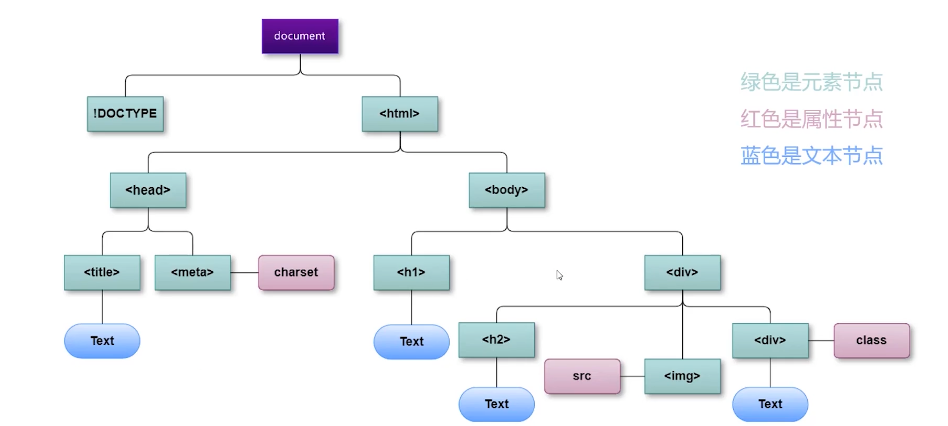 document
绿色是元素节点
!DOCTYPE
<html>
红色是属性节点
蓝色是文本节点
<head>
<body>
<title>
<meta>
charset
<h1>
<div>
Text
Text
<h2>
<div>
class
src
<img>
Text
Text